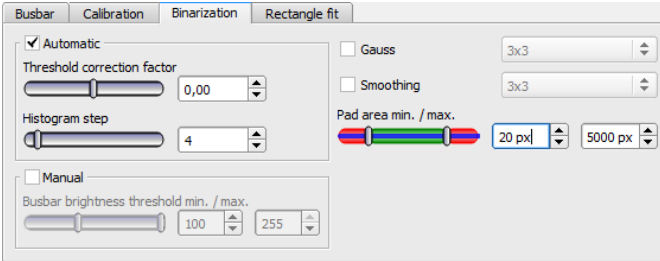 Busbar Calibration Binarization Rectangle fit
Automatic
Threshold correction factor
0,00
Histogram step
4
Manual
Busbar brightness threshold min. / max.
100 255
Gauss 3x3
Smoothing 3x3
Pad area min. / max.
20 px 5000 px